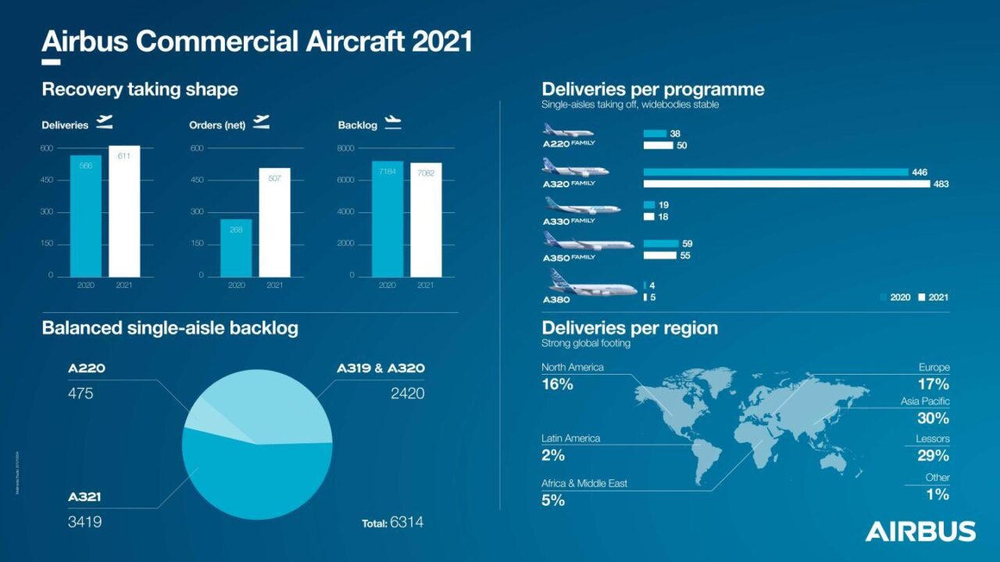 Airbus Commercial Aircraft 2021
Recovery taking shape
Deliveries
600
450
300
150
0
566
611
2020
2021
Orders (net)
600
450
300
150
0
268
507
2020
2021
Backlog
8000
6000
4000
2000
0
7184
7082
2020
2021
Balanced single-aisle backlog
A220
475
A319 & A320
2420
A321
3419
Total: 6314
Deliveries per programme
Single-aisles taking off, widebodies stable
A220 FAMILY
38
50
A320 FAMILY
446
483
A330 FAMILY
19
18
A350 FAMILY
59
55
A380
4
5
2020
2021
Deliveries per region
Strong global footing
North America
16%
Latin America
2%
Africa & Middle East
5%
Europe
17%
Asia Pacific
30%
Lessors
29%
Other
1%
AIRBUS